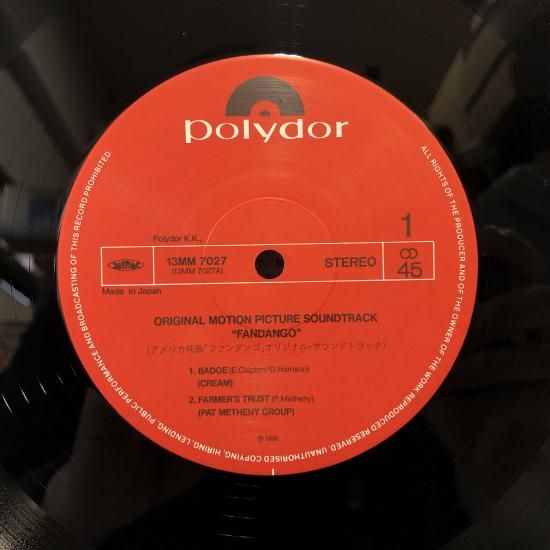 polydor
ALL RIGHTS OF THE PRODUCER AND OF THE OWNER OF THE WORK REPRODUCED RESERVED. UNAUTHORISED COPYING, HIRING, LENDING, PUBLIC PERFORMANCE AND BROADCASTING OF THIS RECORD PROHIBITED.
1
Polydor K.K.,
13MM 7027
(13MM 7027A)
STEREO
8
45
Made in Japan
ORIGINAL MOTION PICTURE SOUNDTRACK
"FANDANGO"
(アメリカ映画「ファンダンゴ」オリジナル・サウンドトラック)
1. BADGE (E.Clapton/G.Harrison)
(CREAM)
2. FARMER'S TRUST (P.Metheny)
(PAT METHENY GROUP)
℗ 1986